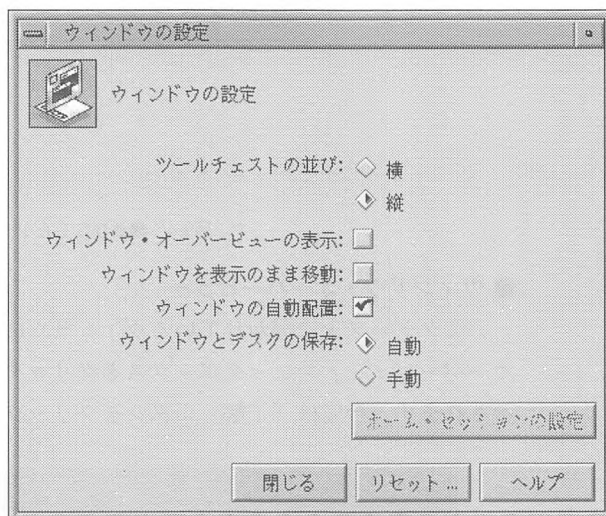 ウィンドウの設定
ウィンドウの設定
ツールチェストの並び: 横
縦
ウィンドウ・オーバービューの表示:
ウィンドウを表示のまま移動:
ウィンドウの自動配置:
ウィンドウとデスクの保存: 自動
手動
ホーム・セッションの設定
閉じる リセット ... ヘルプ